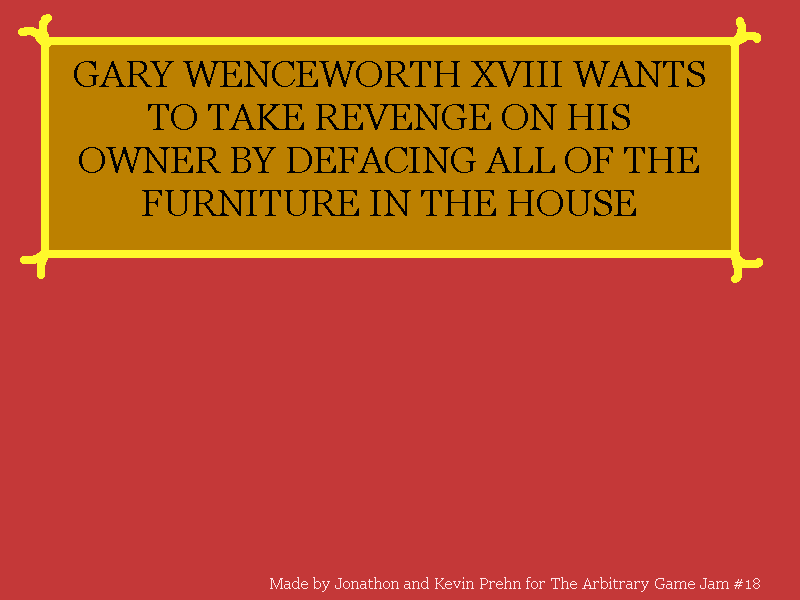 GARY WENCEWORTH XVIII WANTS
TO TAKE REVENGE ON HIS
OWNER BY DEFACING ALL OF THE
FURNITURE IN THE HOUSE
Made by Jonathon and Kevin Prehn for The Arbitrary Game Jam #18